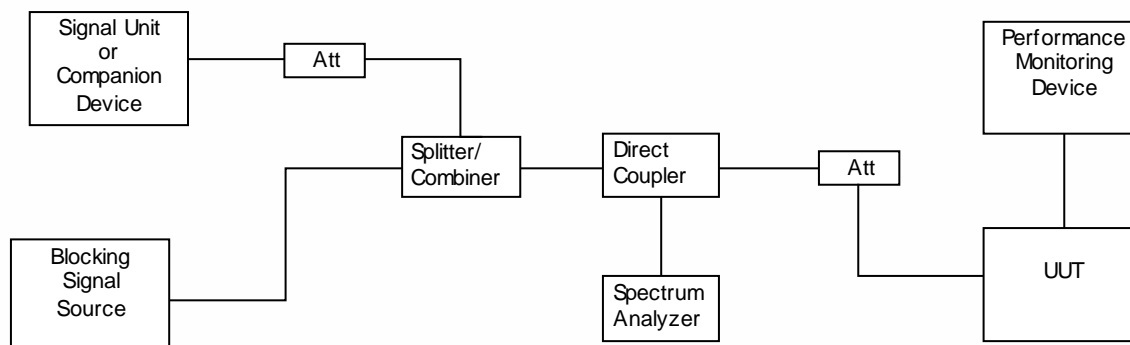 Signal Unit
or
Companion
Device
Att
Performance
Monitoring
Device
Splitter/
Combiner
Direct
Coupler
Att
Blocking
Signal
Source
Spectrum
Analyzer
UUT